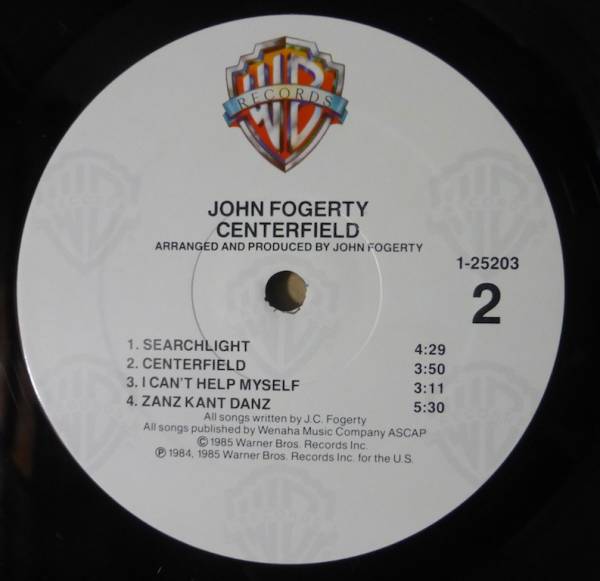 WB
RECORDS
JOHN FOGERTY
CENTERFIELD
ARRANGED AND PRODUCED BY JOHN FOGERTY
1-25203
2
1. SEARCHLIGHT 4:29
2. CENTERFIELD 3:50
3. I CAN'T HELP MYSELF 3:11
4. ZANZ KANT DANZ 5:30
All songs written by J.C. Fogerty
All songs published by Wenaha Music Company ASCAP
© 1985 Warner Bros. Records Inc.
℗ 1984, 1985 Warner Bros. Records Inc. for the U.S.